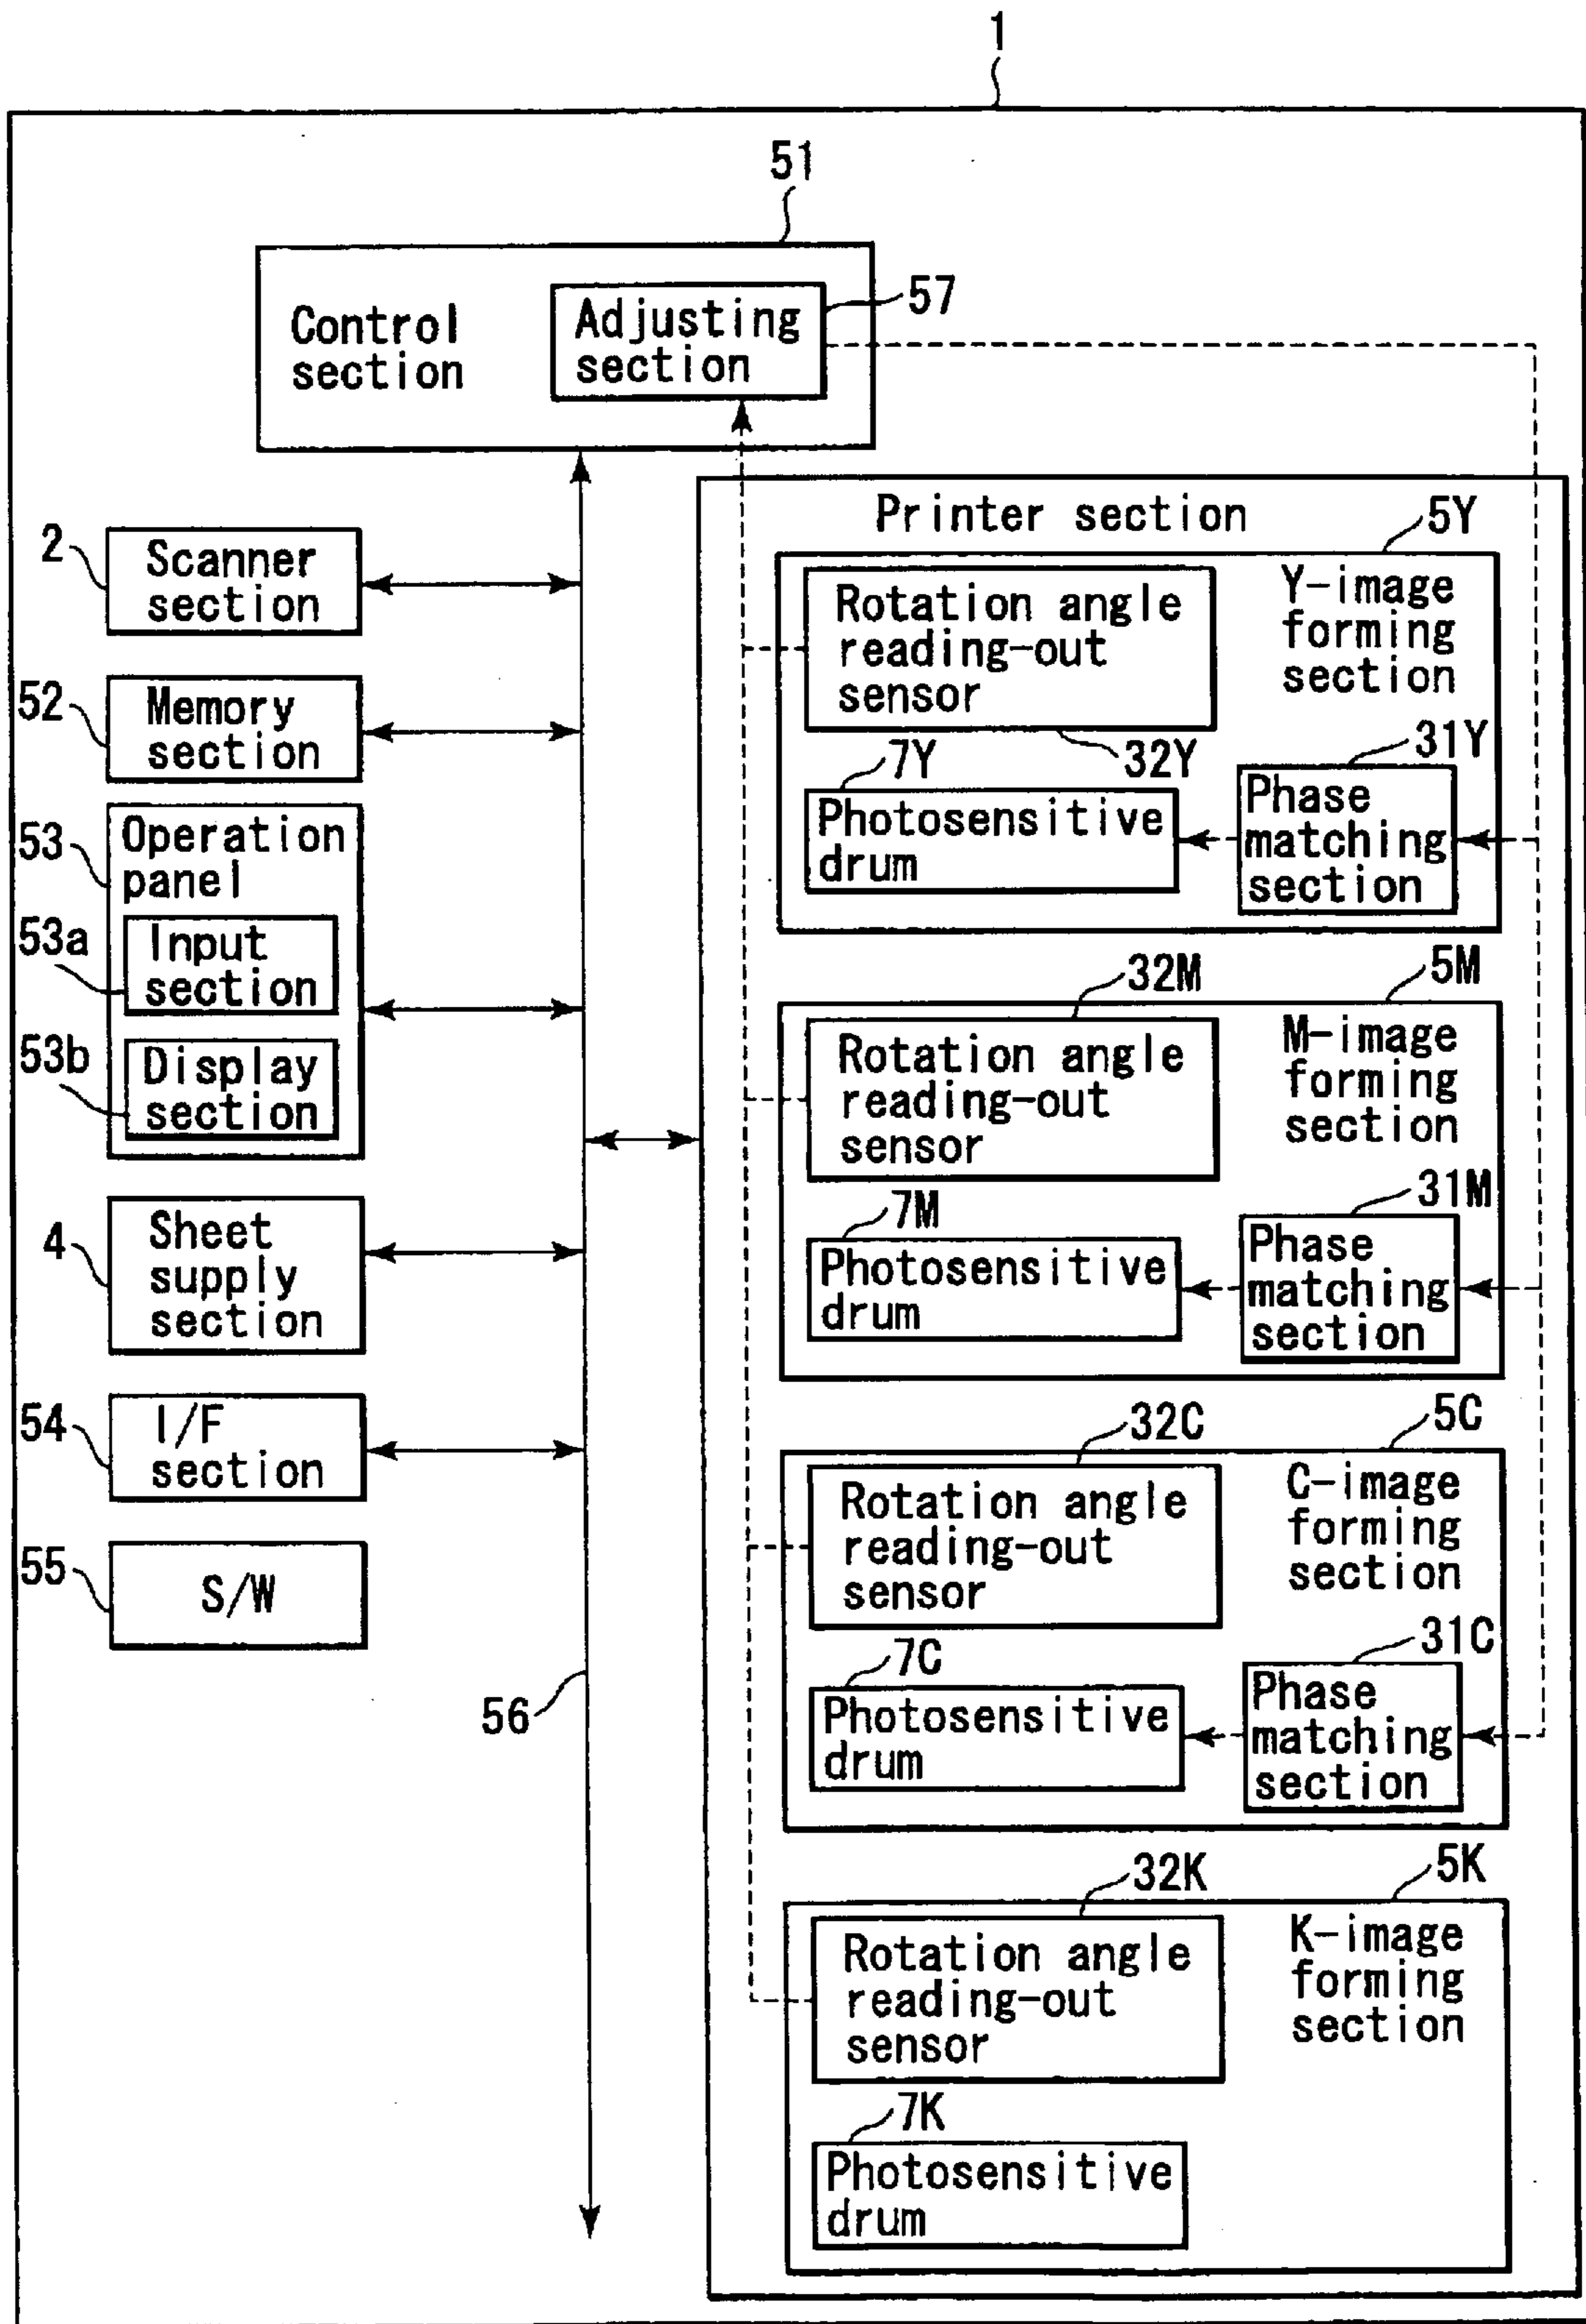 1
51
Control
section
Adjusting
section
57
2
Scanner
section
52
Memory
section
53
Operation
panel
53a
Input
section
53b
Display
section
4
Sheet
supply
section
54
I/F
section
55
S/W
56
Printer section
5Y
Y-image
forming
section
Rotation angle
reading-out
sensor
32Y
7Y
Photosensitive
drum
31Y
Phase
matching
section
5M
M-image
forming
section
32M
Rotation angle
reading-out
sensor
7M
Photosensitive
drum
31M
Phase
matching
section
5C
C-image
forming
section
32C
Rotation angle
reading-out
sensor
7C
Photosensitive
drum
31C
Phase
matching
section
5K
K-image
forming
section
32K
Rotation angle
reading-out
sensor
7K
Photosensitive
drum